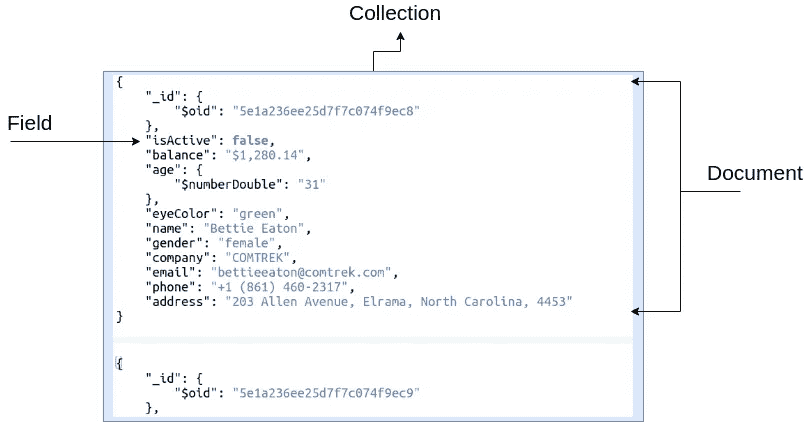 Collection
{
"_id": {
"$oid": "5e1a236ee25d7f7c074f9ec8"
},
Field
"isActive": false,
"balance": "$1,280.14",
"age": {
"$numberDouble": "31"
},
Document
"eyeColor": "green",
"name": "Bettie Eaton",
"gender": "female",
"company": "COMTREK",
"email": "bettieeaton@comtrek.com",
"phone": "+1 (861) 460-2317",
"address": "203 Allen Avenue, Elrama, North Carolina, 4453"
}
{
"_id": {
"$oid": "5e1a236ee25d7f7c074f9ec9"
},